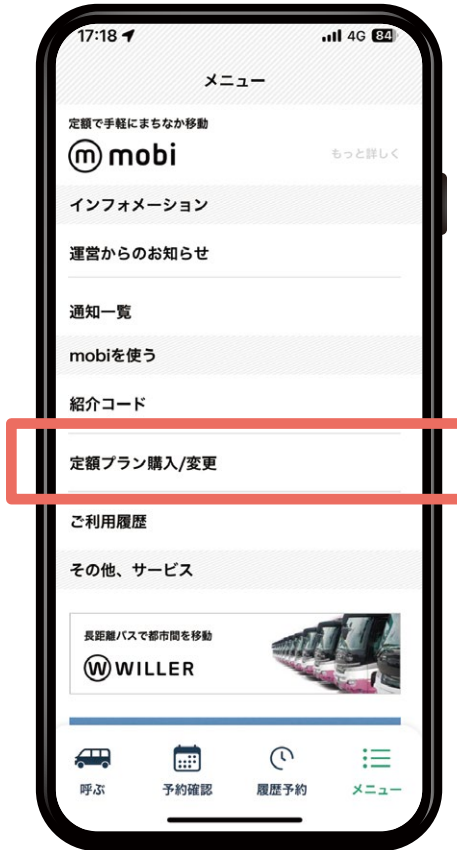 17:18
4G 84
メニュー
定額で手軽にまちなか移動
m mobi
もっと詳しく
インフォメーション
運営からのお知らせ
通知一覧
mobiを使う
紹介コード
定額プラン購入/変更
ご利用履歴
その他、サービス
長距離バスで都市間を移動
W WILLER
呼ぶ
予約確認
履歴予約
メニュー